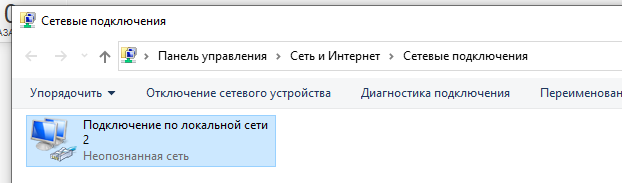 Сетевые подключения
Панель управления > Сеть и Интернет > Сетевые подключения
Упорядочить Отключение сетевого устройства Диагностика подключения Переименован
Подключение по локальной сети
2
Неопознанная сеть